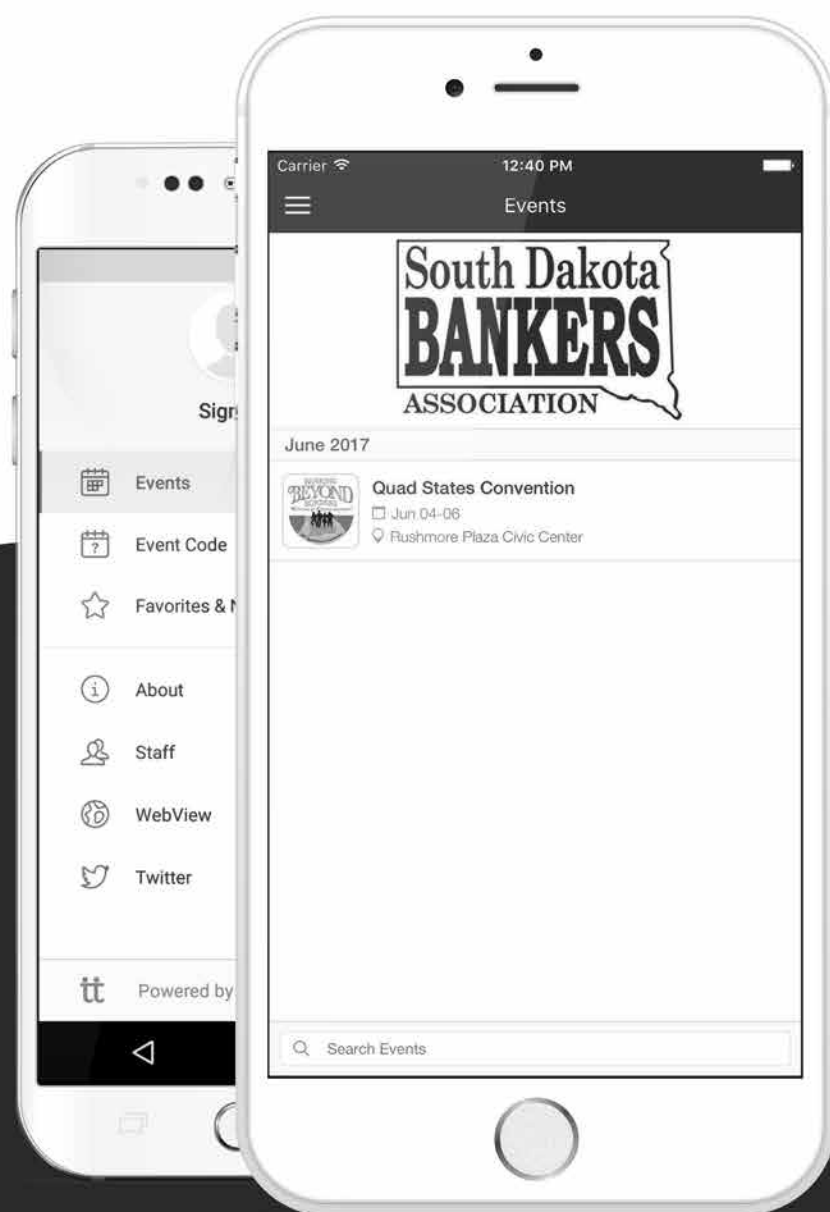 Carrier
12:40 PM
Events
South Dakota
BANKERS
ASSOCIATION
June 2017
BEYOND
Quad States Convention
Jun 04-06
Rushmore Plaza Civic Center
Search Events
Events
?
Event Code
Favorites &
About
Staff
WebView
Twitter
tt
Powered by